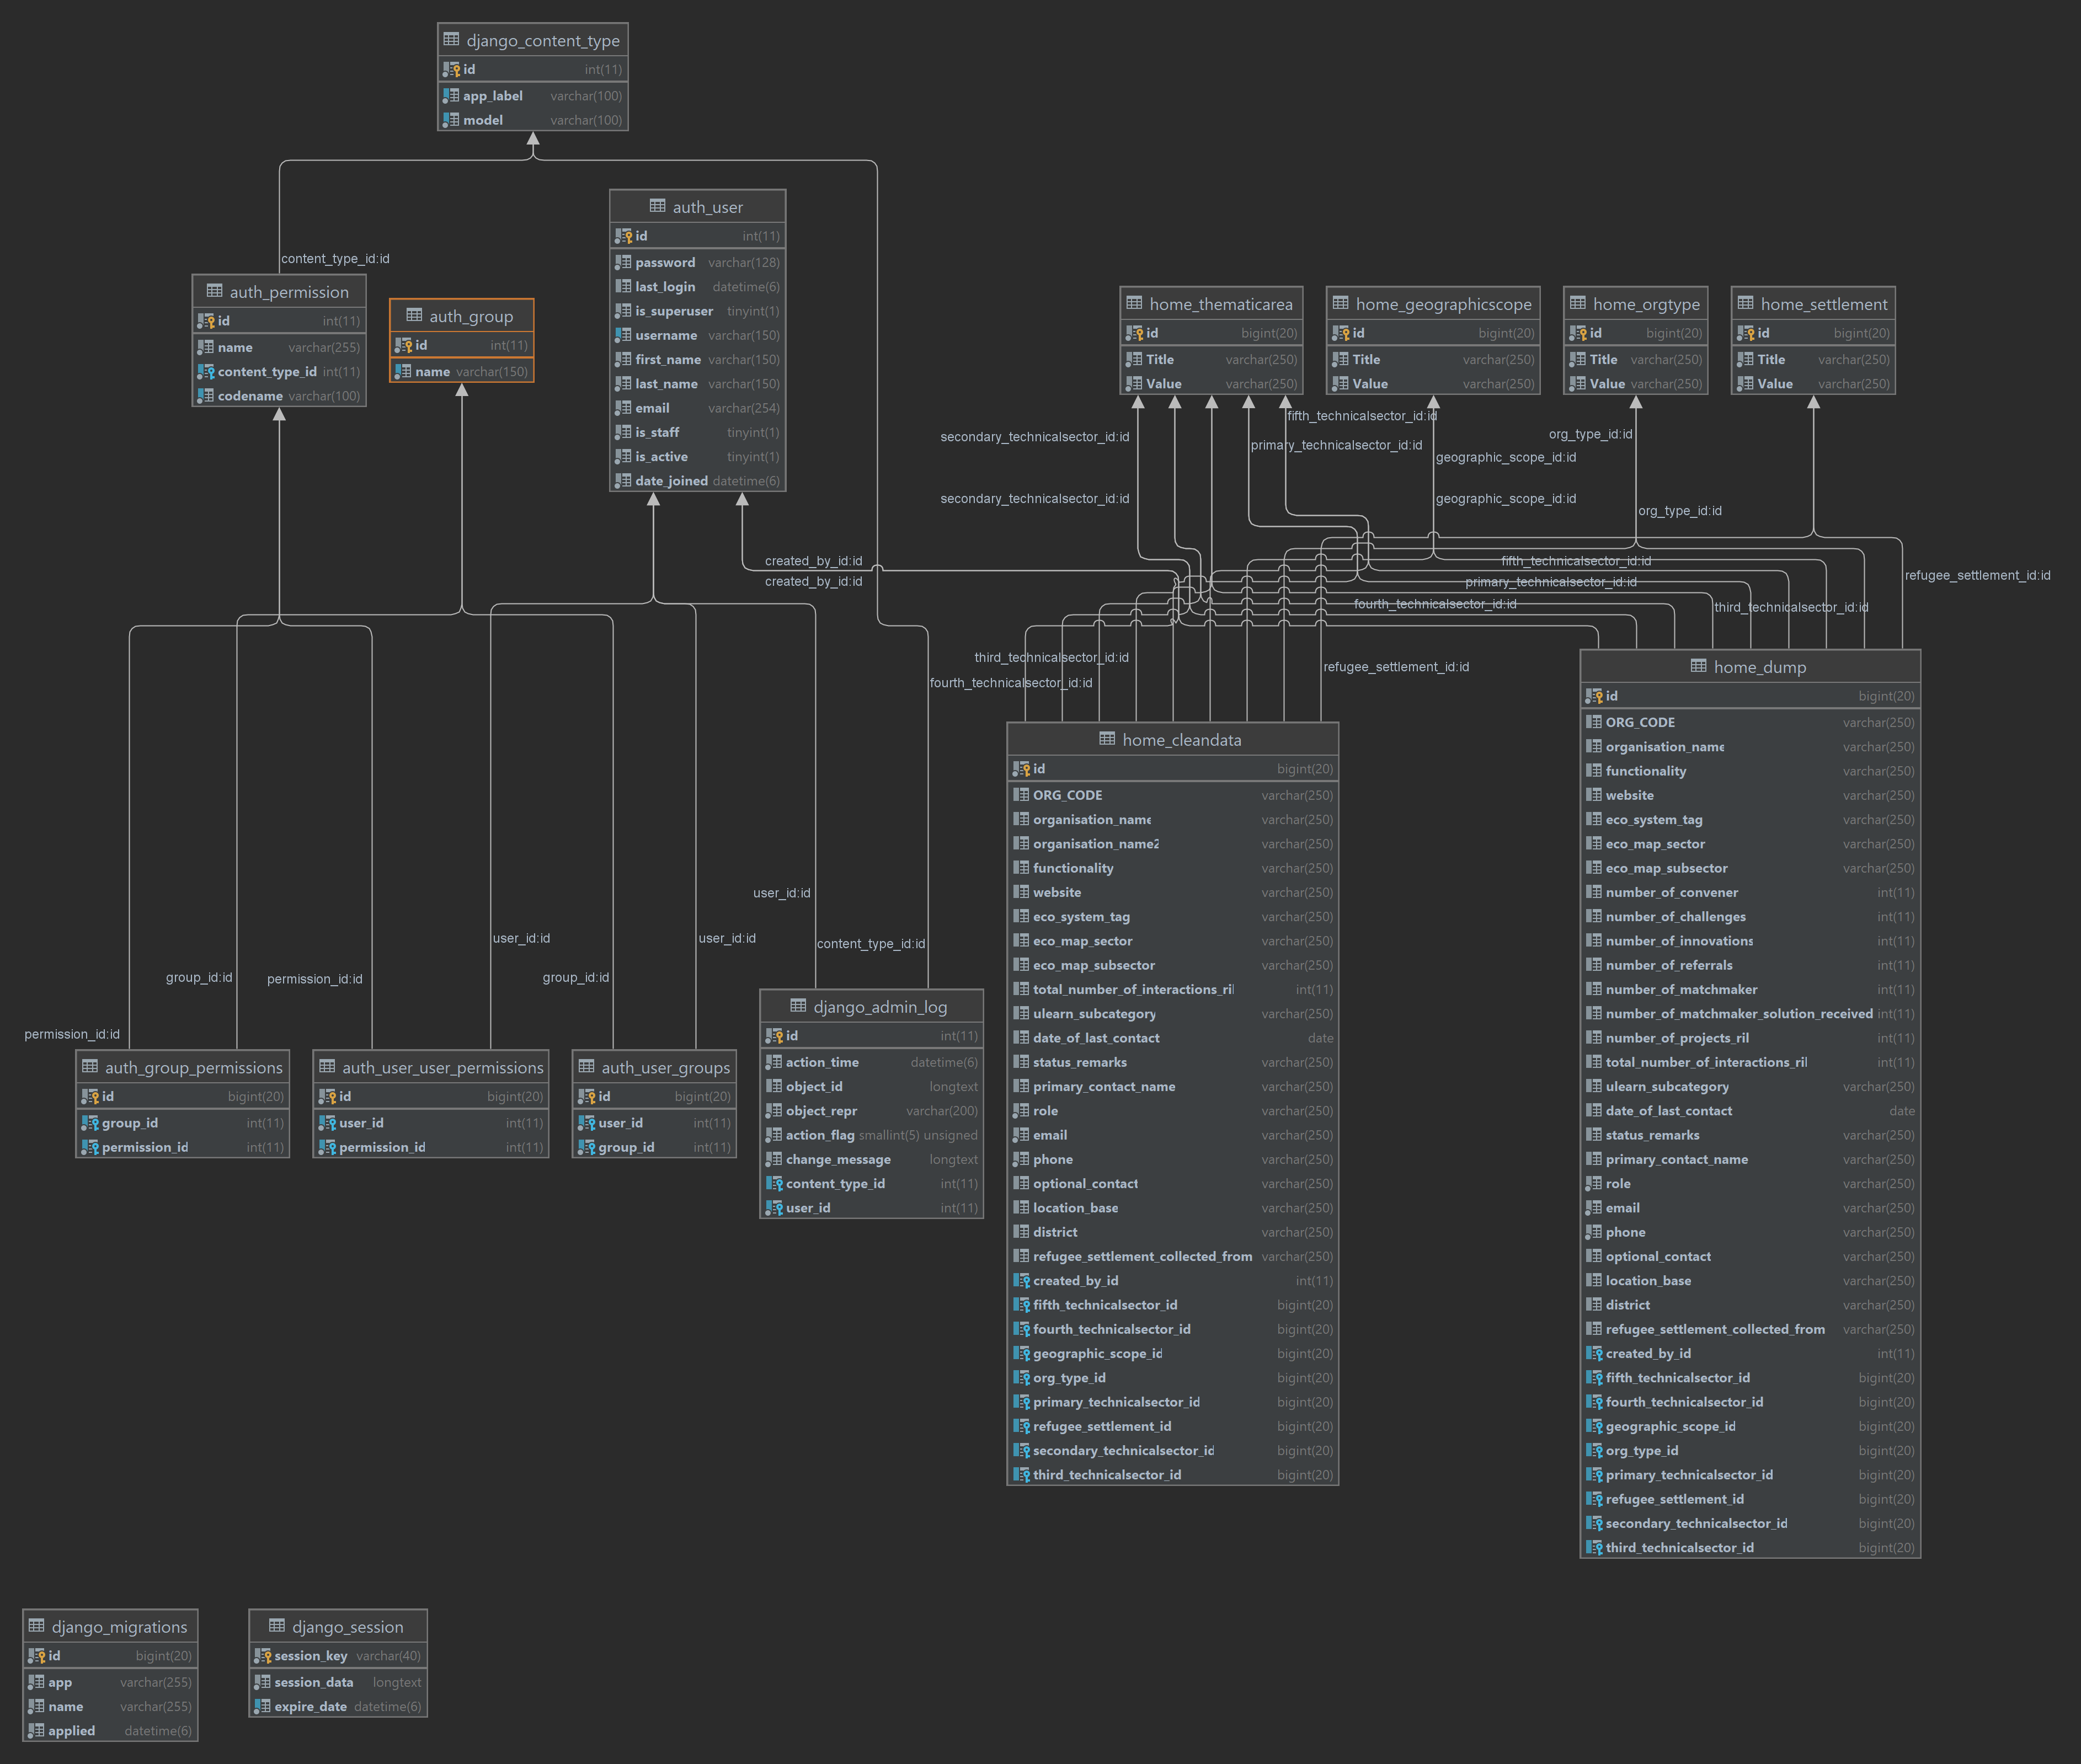 django_content_type
id int(11)
app_label varchar(100)
model varchar(100)
auth_user
id int(11)
password varchar(128)
last_login datetime(6)
is_superuser tinyint(1)
username varchar(150)
first_name varchar(150)
last_name varchar(150)
email varchar(254)
is_staff tinyint(1)
is_active tinyint(1)
date_joined datetime(6)
content_type_id:id
auth_permission
id int(11)
name varchar(255)
content_type_id int(11)
codename varchar(100)
auth_group
id int(11)
name varchar(150)
home_thematicarea
id bigint(20)
Title varchar(250)
Value varchar(250)
home_geographicscope
id bigint(20)
Title varchar(250)
Value varchar(250)
home_orgtype
id bigint(20)
Title varchar(250)
Value varchar(250)
home_settlement
id bigint(20)
Title varchar(250)
Value varchar(250)
fifth_technicalsector_id:id
secondary_technicalsector_id:id
org_type_id:id
primary_technicalsector_id:id
geographic_scope_id:id
secondary_technicalsector_id:id
geographic_scope_id:id
org_type_id:id
created_by_id:id
fifth_technicalsector_id:id
created_by_id:id
primary_technicalsector_id:id
refugee_settlement_id:id
fourth_technicalsector_id:id
third_technicalsector_id:id
third_technicalsector_id:id
refugee_settlement_id:id
fourth_technicalsector_id:id
user_id:id
user_id:id
user_id:id
content_type_id:id
group_id:id
permission_id:id
group_id:id
permission_id:id
home_dump
id bigint(20)
ORG_CODE varchar(250)
organisation_name varchar(250)
functionality varchar(250)
website varchar(250)
eco_system_tag varchar(250)
eco_map_sector varchar(250)
eco_map_subsector varchar(250)
number_of_convener int(11)
number_of_challenges int(11)
number_of_innovations int(11)
number_of_referrals int(11)
number_of_matchmaker int(11)
number_of_matchmaker_solution_received int(11)
number_of_projects_ril int(11)
total_number_of_interactions_ril int(11)
ulearn_subcategory varchar(250)
date_of_last_contact date
status_remarks varchar(250)
primary_contact_name varchar(250)
role varchar(250)
email varchar(250)
phone varchar(250)
optional_contact varchar(250)
location_base varchar(250)
district varchar(250)
refugee_settlement_collected_from varchar(250)
created_by_id int(11)
fifth_technicalsector_id bigint(20)
fourth_technicalsector_id bigint(20)
geographic_scope_id bigint(20)
org_type_id bigint(20)
primary_technicalsector_id bigint(20)
refugee_settlement_id bigint(20)
secondary_technicalsector_id bigint(20)
third_technicalsector_id bigint(20)
home_cleandata
id bigint(20)
ORG_CODE varchar(250)
organisation_name varchar(250)
organisation_name2 varchar(250)
functionality varchar(250)
website varchar(250)
eco_system_tag varchar(250)
eco_map_sector varchar(250)
eco_map_subsector varchar(250)
total_number_of_interactions_ril int(11)
ulearn_subcategory varchar(250)
date_of_last_contact date
status_remarks varchar(250)
primary_contact_name varchar(250)
role varchar(250)
email varchar(250)
phone varchar(250)
optional_contact varchar(250)
location_base varchar(250)
district varchar(250)
refugee_settlement_collected_from varchar(250)
created_by_id int(11)
fifth_technicalsector_id bigint(20)
fourth_technicalsector_id bigint(20)
geographic_scope_id bigint(20)
org_type_id bigint(20)
primary_technicalsector_id bigint(20)
refugee_settlement_id bigint(20)
secondary_technicalsector_id bigint(20)
third_technicalsector_id bigint(20)
django_admin_log
id int(11)
action_time datetime(6)
object_id longtext
object_repr varchar(200)
action_flag smallint(5) unsigned
change_message longtext
content_type_id int(11)
user_id int(11)
auth_group_permissions
id bigint(20)
group_id int(11)
permission_id int(11)
auth_user_user_permissions
id bigint(20)
user_id int(11)
permission_id int(11)
auth_user_groups
id bigint(20)
user_id int(11)
group_id int(11)
django_migrations
id bigint(20)
app varchar(255)
name varchar(255)
applied datetime(6)
django_session
session_key varchar(40)
session_data longtext
expire_date datetime(6)